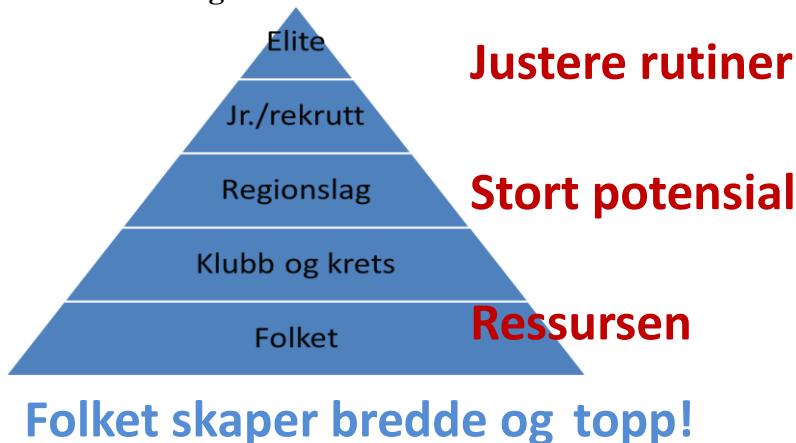 Elite
Justere rutiner
Jr./rekrutt
Regionslag
Stort potensial
Klubb og krets
Ressursen
Folket
Folket skaper bredde og topp!